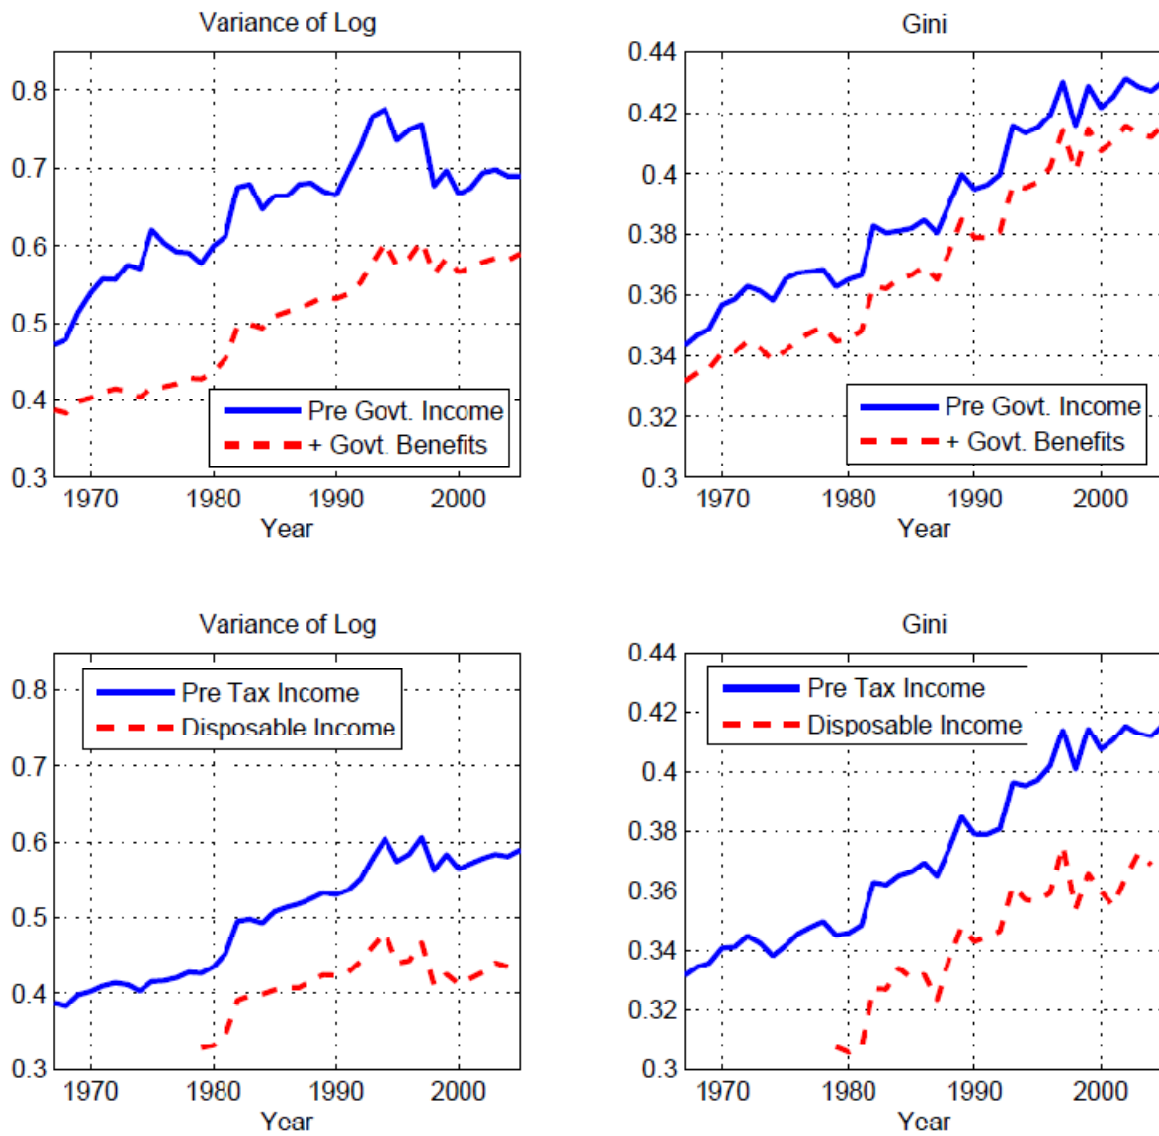 Variance of Log
0.8
0.7
0.6
0.5
0.4
0.3
Pre Govt. Income
+ Govt. Benefits
1970 1980 1990 2000
Year
Gini
0.44
0.42
0.4
0.38
0.36
0.34
0.32
0.3
Pre Govt. Income
+ Govt. Benefits
1970 1980 1990 2000
Year
Variance of Log
Pre Tax Income
Disposable Income
0.8
0.7
0.6
0.5
0.4
0.3
1970 1980 1990 2000
Year
Gini
Pre Tax Income
Disposable Income
0.44
0.42
0.4
0.38
0.36
0.34
0.32
0.3
1970 1980 1990 2000
Year